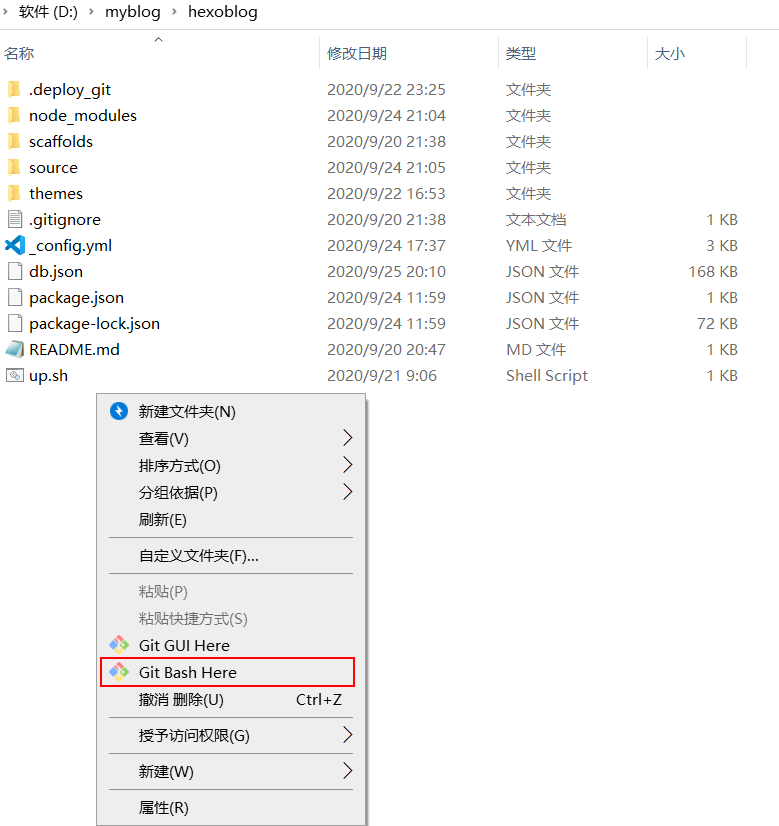 软件 (D:) myblog hexoblog
名称 修改日期 类型 大小
.deploy_git 2020/9/22 23:25 文件夹
node_modules 2020/9/24 21:04 文件夹
scaffolds 2020/9/20 21:38 文件夹
source 2020/9/24 21:05 文件夹
themes 2020/9/22 16:53 文件夹
.gitignore 2020/9/20 21:38 文本文档 1 KB
_config.yml 2020/9/24 17:37 YML 文件 3 KB
db.json 2020/9/25 20:10 JSON 文件 168 KB
package.json 2020/9/24 11:59 JSON 文件 1 KB
package-lock.json 2020/9/24 11:59 JSON 文件 72 KB
README.md 2020/9/20 20:47 MD 文件 1 KB
up.sh 2020/9/21 9:06 Shell Script 1 KB
新建文件夹(N)
查看(V)
排序方式(O)
分组依据(P)
刷新(E)
自定义文件夹(F)...
粘贴(P)
粘贴快捷方式(S)
Git GUI Here
Git Bash Here
撤消 删除(U) Ctrl+Z
授予访问权限(G)
新建(W)
属性(R)